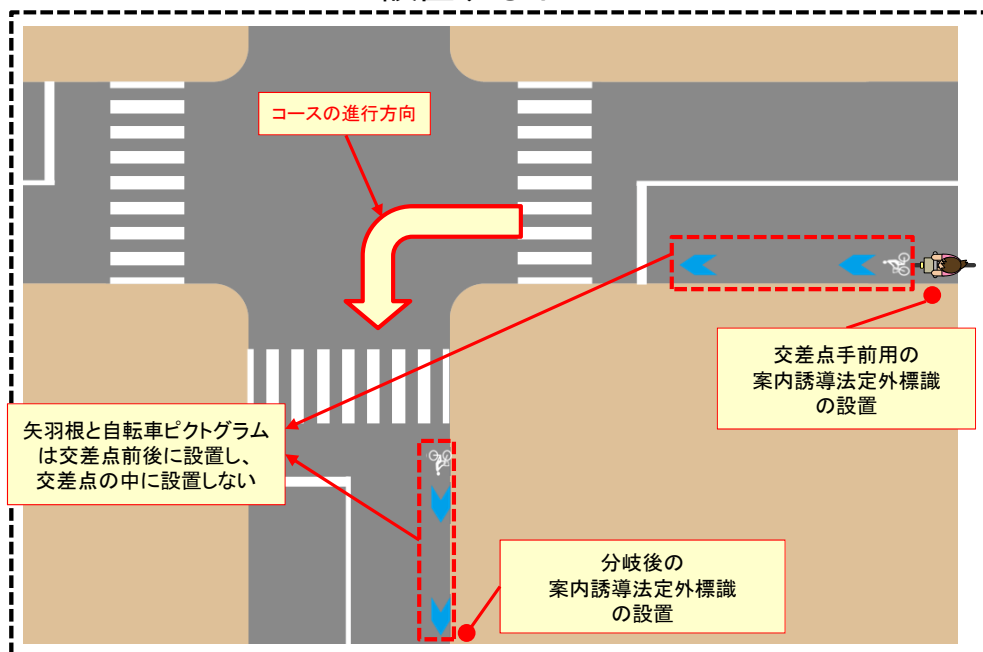 コースの進行方向
交差点手前用の
案内誘導法定外標識
の設置
矢羽根と自転車ピクトグラム
は交差点前後に設置し、
交差点の中に設置しない
分岐後の
案内誘導法定外標識
の設置